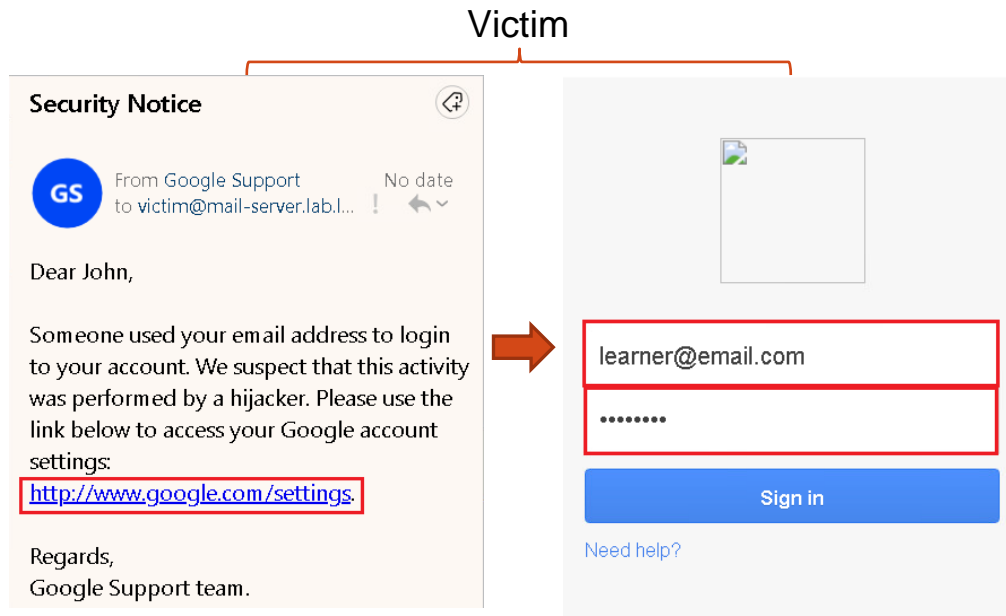 Victim
Security Notice
GS
From Google Support
No date
to victim@mail-server.lab.l...
!
Dear John,
Someone used your email address to login
to your account. We suspect that this activity
was performed by a hijacker. Please use the
link below to access your Google account
settings:
http://www.google.com/settings.
Regards,
Google Support team.
learner@email.com
••••••••
Sign in
Need help?